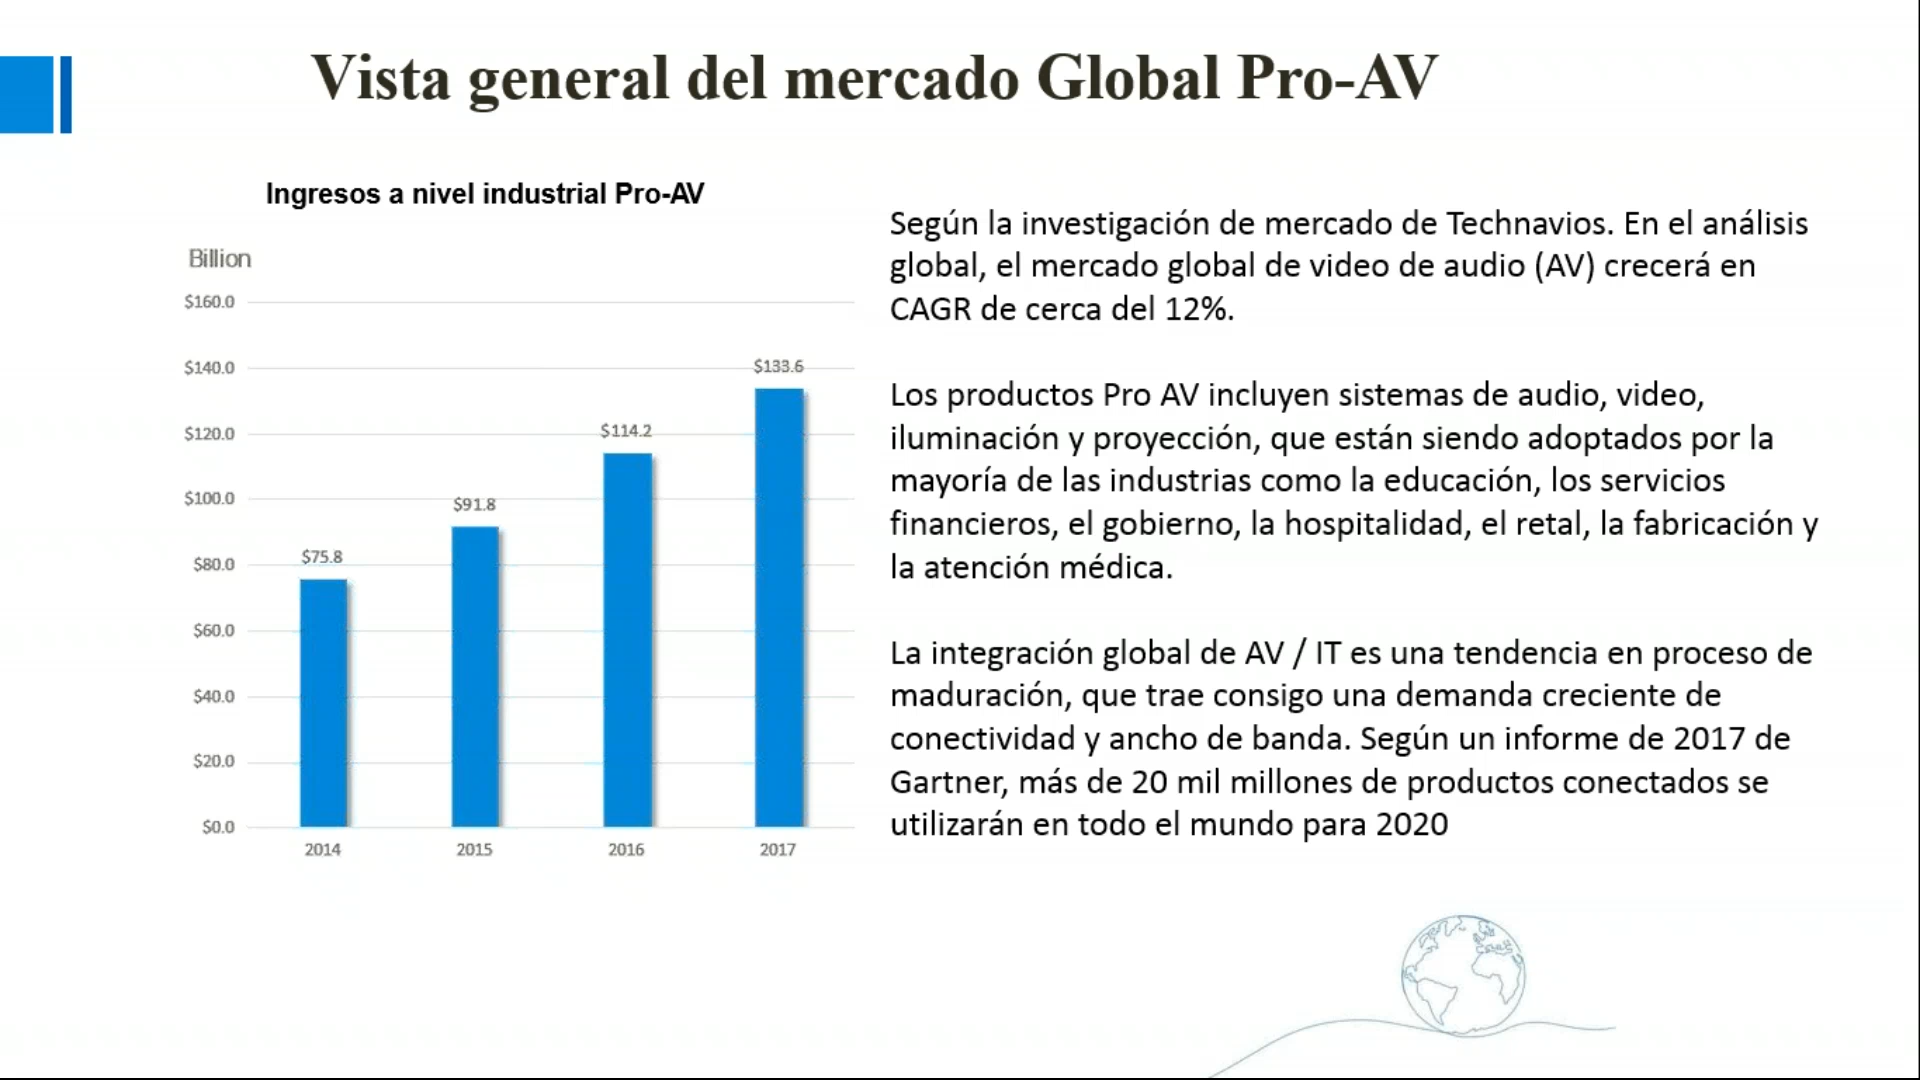 Vista general del mercado Global Pro-AV
Ingresos a nivel industrial Pro-AV
Billion
$160.0
$140.0
$120.0
$100.0
$80.0
$60.0
$40.0
$20.0
$0.0
$75.8
$91.8
$114.2
$133.6
2014
2015
2016
2017
Según la investigación de mercado de Technavios. En el análisis
global, el mercado global de video de audio (AV) crecerá en
CAGR de cerca del 12%.
Los productos Pro AV incluyen sistemas de audio, video,
iluminación y proyección, que están siendo adoptados por la
mayoría de las industrias como la educación, los servicios
financieros, el gobierno, la hospitalidad, el retal, la fabricación y
la atención médica.
La integración global de AV / IT es una tendencia en proceso de
maduración, que trae consigo una demanda creciente de
conectividad y ancho de banda. Según un informe de 2017 de
Gartner, más de 20 mil millones de productos conectados se
utilizarán en todo el mundo para 2020